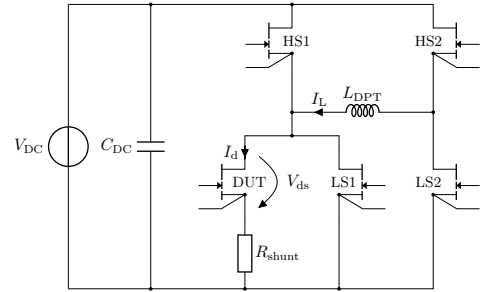 HS1
HS2
L_DPT
I_L
V_DC
C_DC
I_d
DUT
V_ds
LS1
LS2
R_shunt